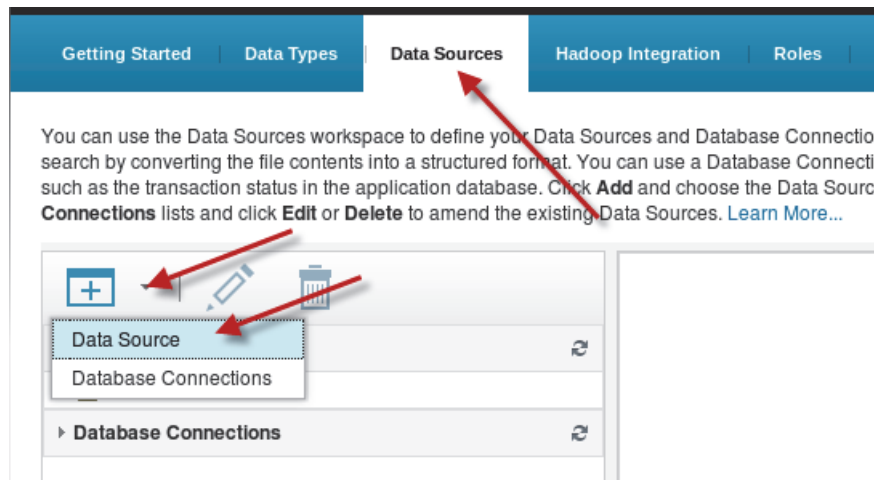 Getting Started Data Types Data Sources Hadoop Integration Roles
You can use the Data Sources workspace to define your Data Sources and Database Connectio
search by converting the file contents into a structured format. You can use a Database Connecti
such as the transaction status in the application database. Click Add and choose the Data Sourc
Connections lists and click Edit or Delete to amend the existing Data Sources. Learn More...
Data Source
Database Connections
Database Connections